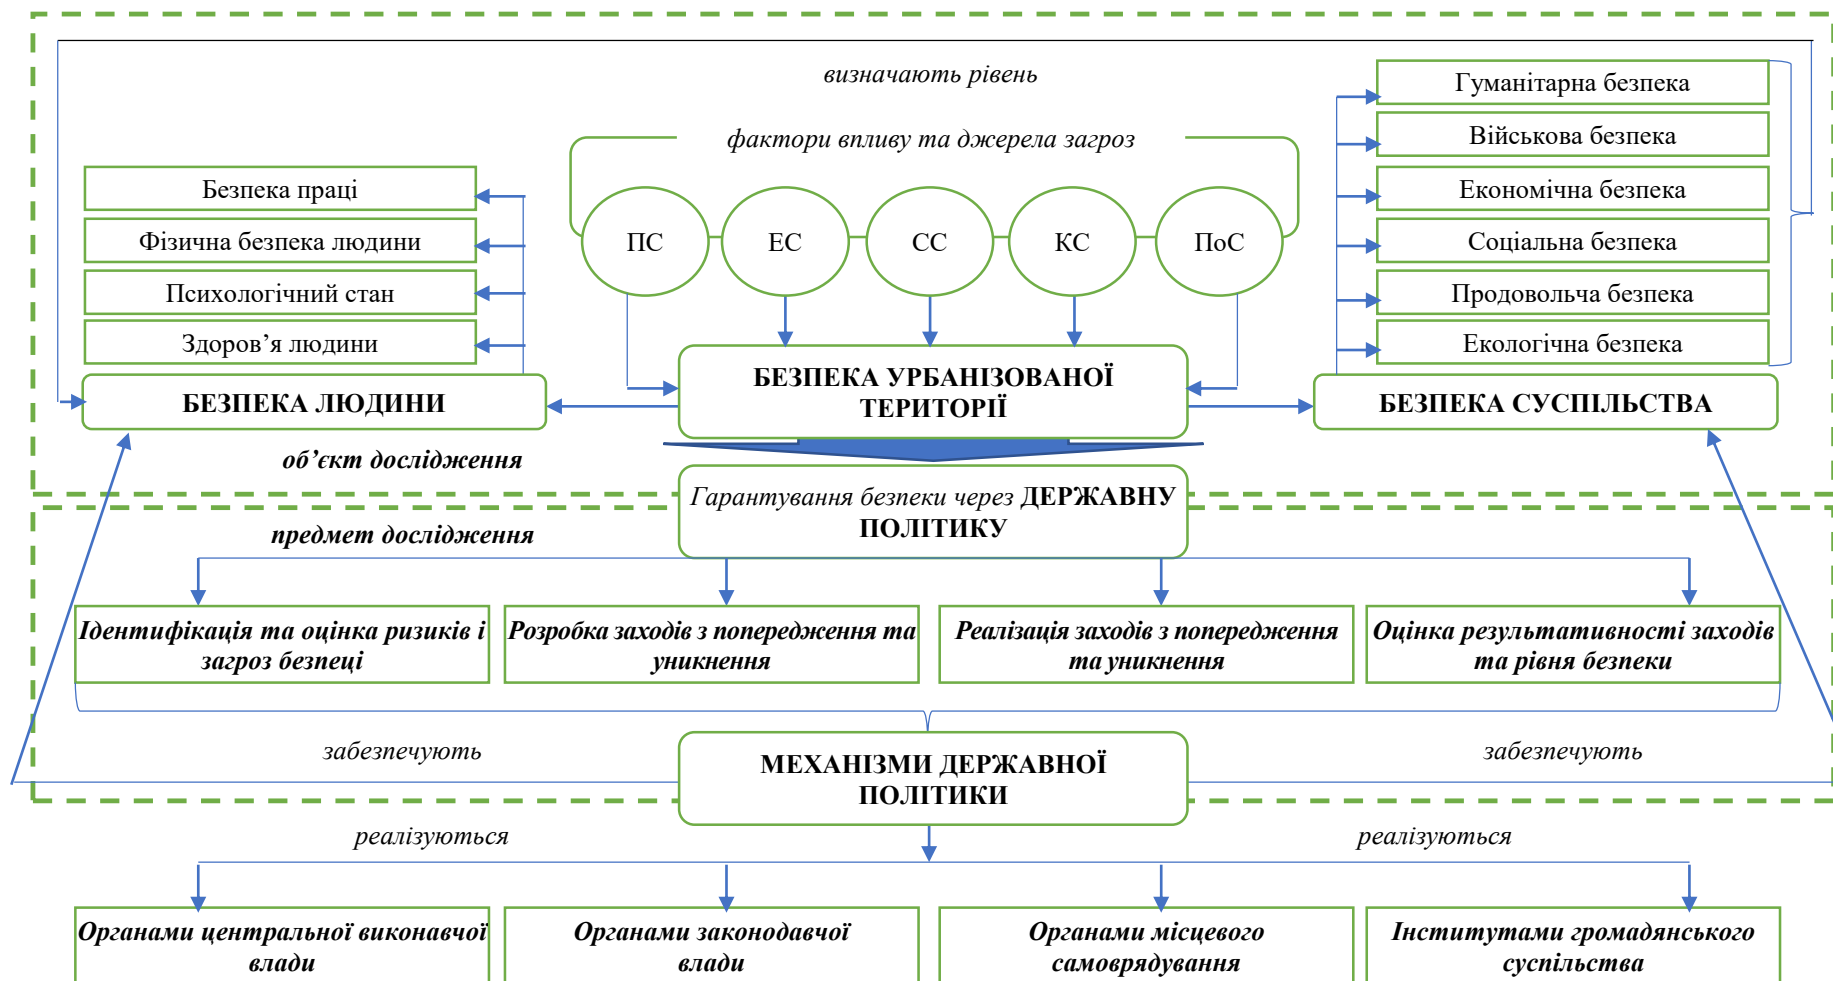 визначають рівень
фактори впливу та джерела загроз
Безпека праці
Фізична безпека людини
Психологічний стан
Здоров’я людини
БЕЗПЕКА ЛЮДИНИ
ПС
ЕС
СС
КС
ПоС
БЕЗПЕКА УРБАНІЗОВАНОЇ
ТЕРИТОРІЇ
Гуманітарна безпека
Військова безпека
Економічна безпека
Соціальна безпека
Продовольча безпека
Екологічна безпека
БЕЗПЕКА СУСПІЛЬСТВА
об’єкт дослідження
Гарантування безпеки через ДЕРЖАВНУ
ПОЛІТИКУ
предмет дослідження
Ідентифікація та оцінка ризиків і
загроз безпеці
Розробка заходів з попередження та
уникнення
Реалізація заходів з попередження
та уникнення
Оцінка результативності заходів
та рівня безпеки
забезпечують
МЕХАНІЗМИ ДЕРЖАВНОЇ
ПОЛІТИКИ
забезпечують
реалізуються
реалізуються
Органами центральної виконавчої
влади
Органами законодавчої
влади
Органами місцевого
самоврядування
Інститутами громадянського
суспільства